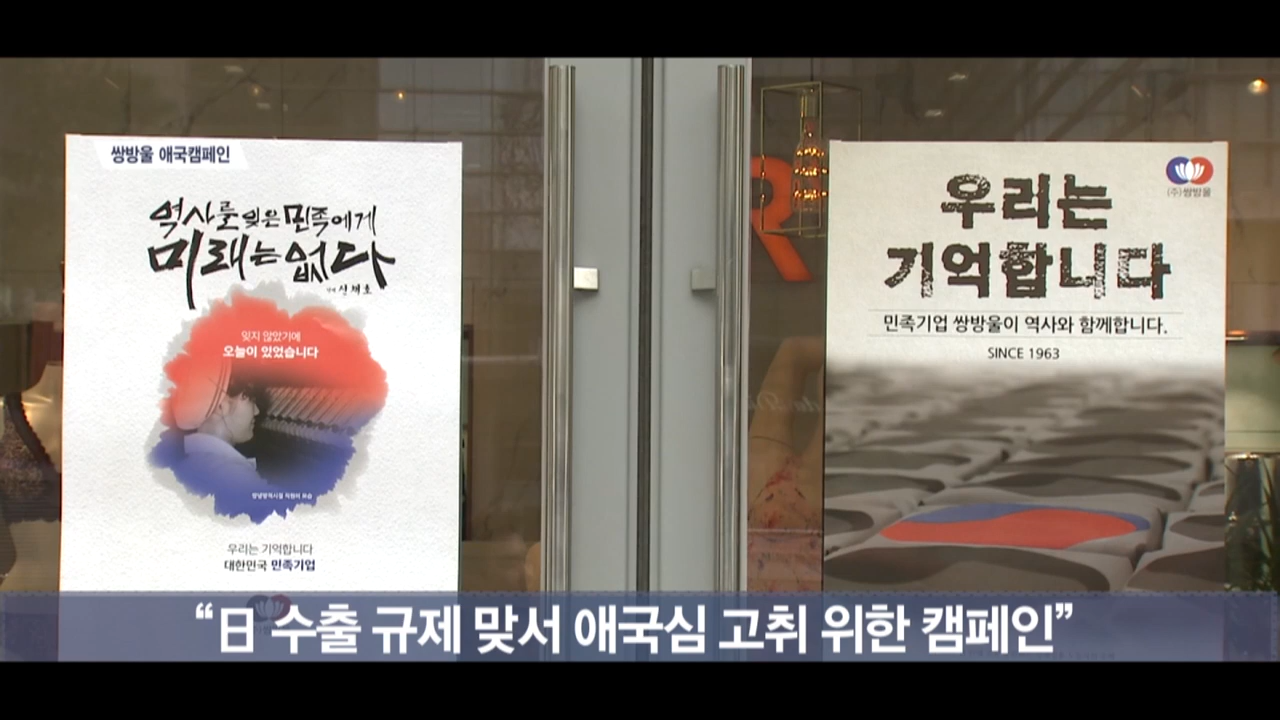 쌍방울 애국캠페인
역사를 잊은 민족에게
미래는 없다
신채호
잊지 않았기에
오늘이 있었습니다
우리는 기억합니다
대한민국 민족기업
(주)쌍방울
우리는
기억합니다
민족기업 쌍방울이 역사와 함께합니다.
SINCE 1963
R
“日 수출 규제 맞서 애국심 고취 위한 캠페인”